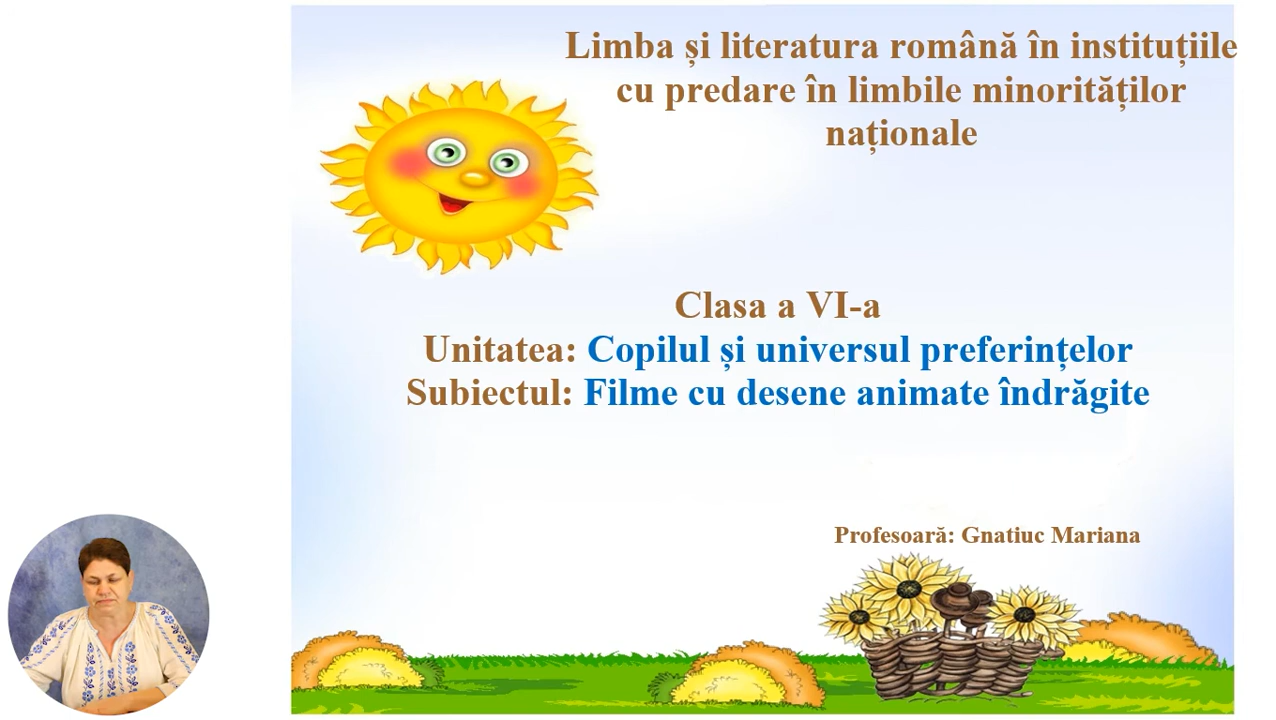 Limba și literatura română în instituțiile
cu predare în limbile minorităților
naționale
Clasa a VI-a
Unitatea: Copilul și universul preferințelor
Subiectul: Filme cu desene animate îndrăgite
Profesoară: Gnatiuc Mariana